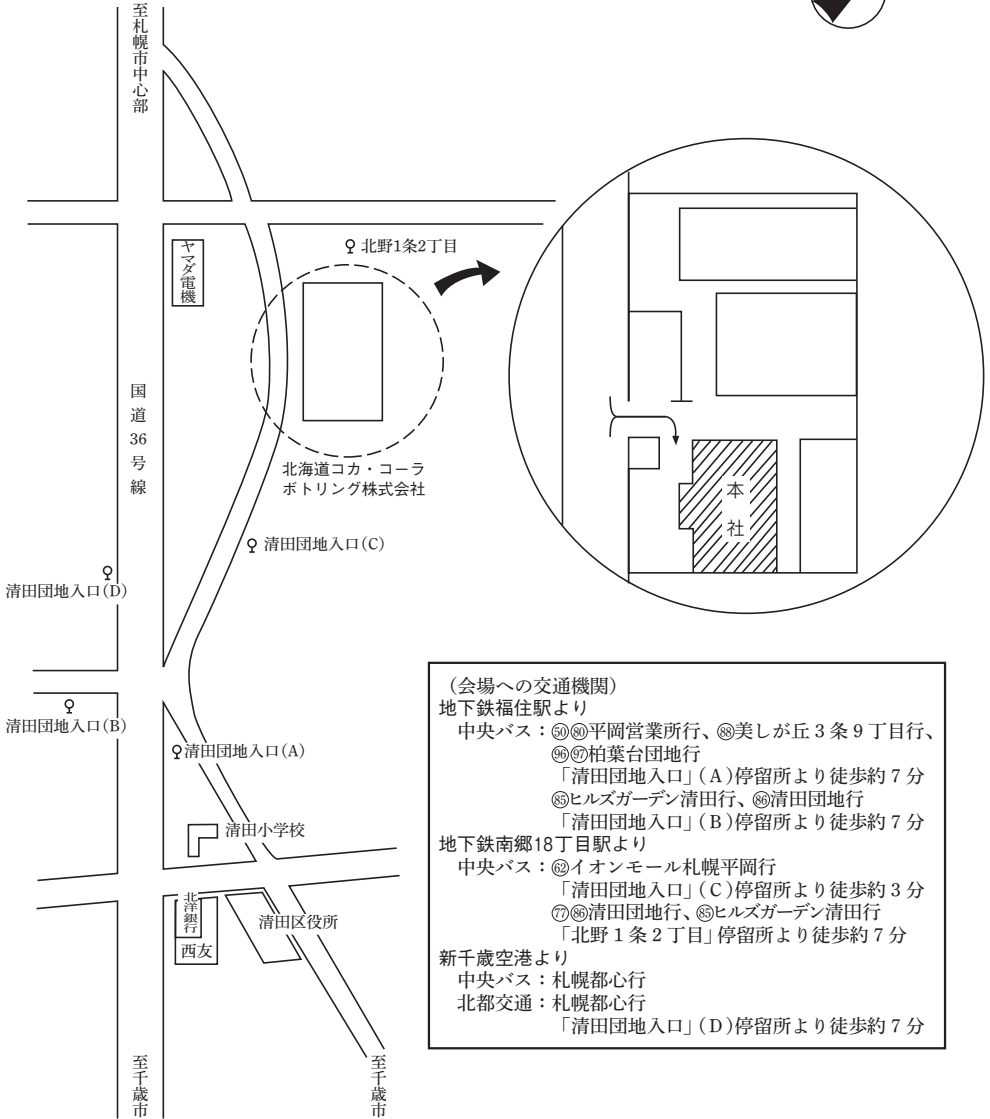 至札幌市中心部
北野1条2丁目
ヤマダ電機
国道36号線
北海道コカ・コーラ
ボトリング株式会社
本社
清田団地入口(C)
清田団地入口(D)
清田団地入口(B)
清田団地入口(A)
清田小学校
北洋銀行
清田区役所
西友
至千歳市
至千歳市
(会場への交通機関)
地下鉄福住駅より
中央バス：㊿80平岡営業所行、88美しが丘3条9丁目行、
96 97柏葉台団地行
「清田団地入口」(A)停留所より徒歩約7分
85ヒルズガーデン清田行、86清田団地行
「清田団地入口」(B)停留所より徒歩約7分
地下鉄南郷18丁目駅より
中央バス：62イオンモール札幌平岡行
「清田団地入口」(C)停留所より徒歩約3分
77 86清田団地行、85ヒルズガーデン清田行
「北野1条2丁目」停留所より徒歩約7分
新千歳空港より
中央バス：札幌都心行
北都交通：札幌都心行
「清田団地入口」(D)停留所より徒歩約7分